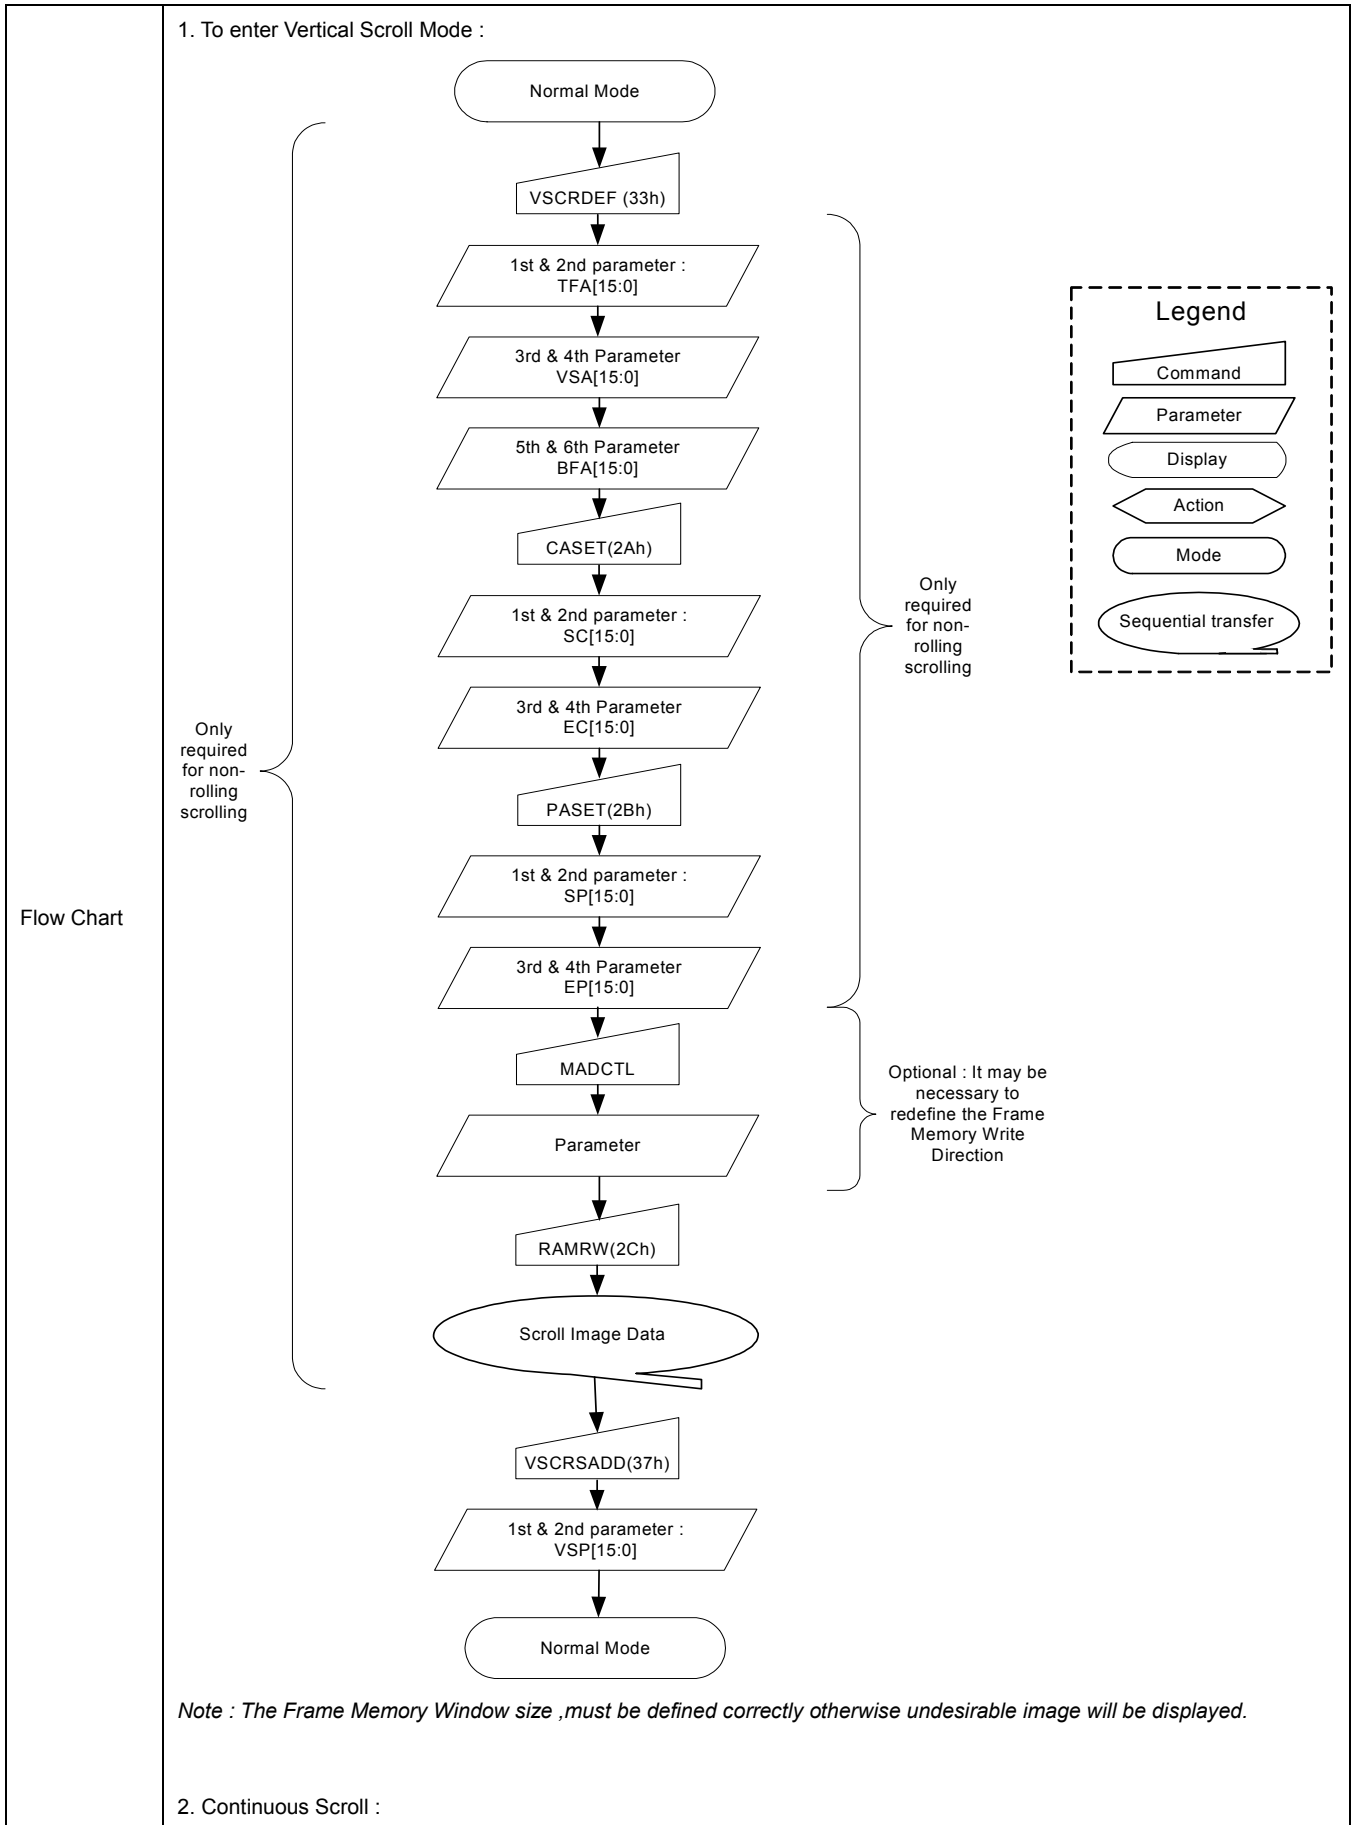 Flow Chart
1. To enter Vertical Scroll Mode :
Normal Mode
VSCRDEF (33h)
1st & 2nd parameter :
TFA[15:0]
3rd & 4th Parameter
VSA[15:0]
5th & 6th Parameter
BFA[15:0]
CASET(2Ah)
1st & 2nd parameter :
SC[15:0]
3rd & 4th Parameter
EC[15:0]
PASET(2Bh)
1st & 2nd parameter :
SP[15:0]
3rd & 4th Parameter
EP[15:0]
MADCTL
Parameter
RAMRW(2Ch)
Scroll Image Data
VSCRSADD(37h)
1st & 2nd parameter :
VSP[15:0]
Normal Mode
Only
required
for non-
rolling
scrolling
Only
required
for non-
rolling
scrolling
Optional : It may be
necessary to
redefine the Frame
Memory Write
Direction
Legend
Command
Parameter
Display
Action
Mode
Sequential transfer
Note : The Frame Memory Window size ,must be defined correctly otherwise undesirable image will be displayed.
2. Continuous Scroll :